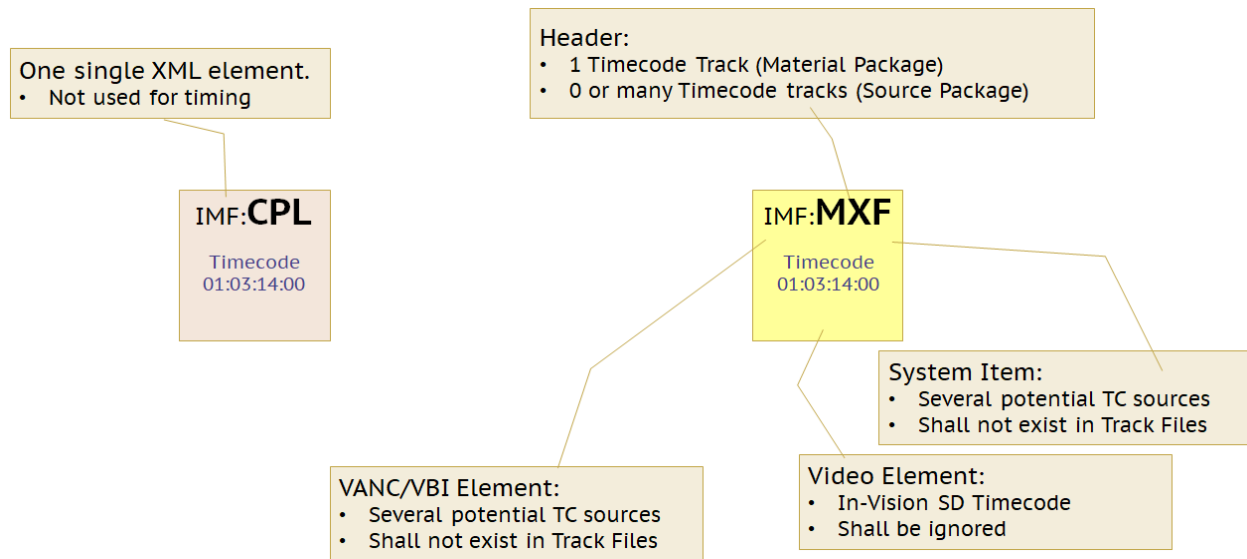 One single XML element.
• Not used for timing
Header:
• 1 Timecode Track (Material Package)
• 0 or many Timecode tracks (Source Package)
IMF:CPL
Timecode
01:03:14:00
IMF:MXF
Timecode
01:03:14:00
System Item:
• Several potential TC sources
• Shall not exist in Track Files
Video Element:
• In-Vision SD Timecode
• Shall be ignored
VANC/VBI Element:
• Several potential TC sources
• Shall not exist in Track Files